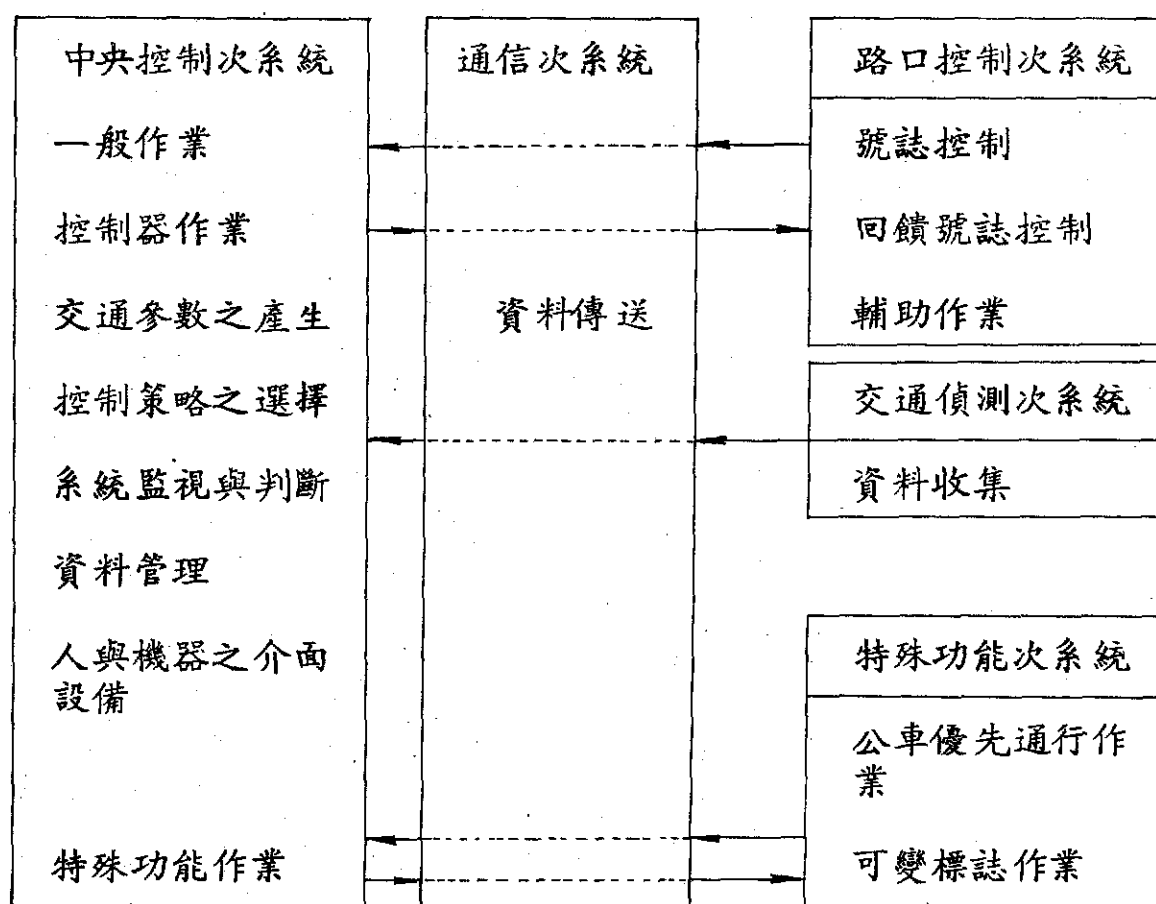 中央控制次系統
一般作業
控制器作業
交通參數之產生
控制策略之選擇
系統監視與判斷
資料管理
人與機器之介面
設備
特殊功能作業
通信次系統
資料傳送
路口控制次系統
號誌控制
回饋號誌控制
輔助作業
交通偵測次系統
資料收集
特殊功能次系統
公車優先通行作
業
可變標誌作業